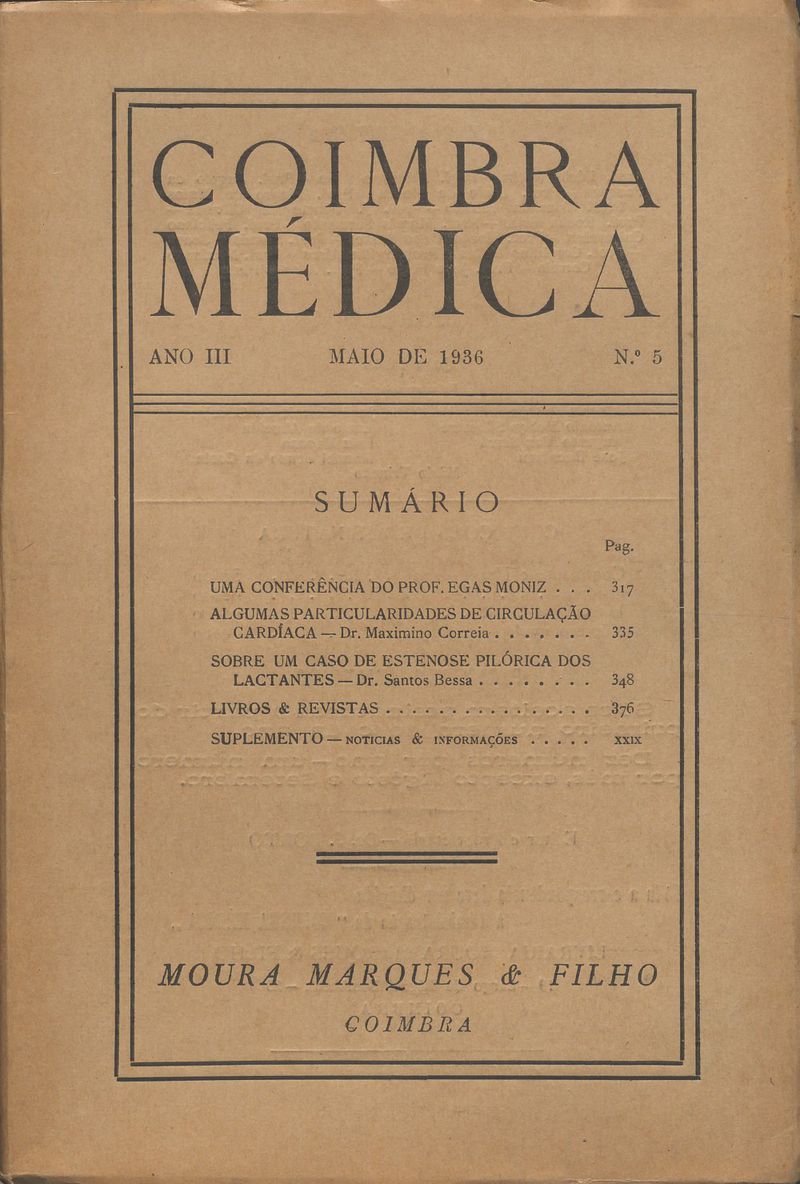 COIMBRA
MÉDICA
ANO III MAIO DE 1936 N.º 5
SUMÁRIO
Pag.
UMA CONFERÊNCIA DO PROF. EGAS MONIZ . . . 317
ALGUMAS PARTICULARIDADES DE CIRCULAÇÃO
CARDÍACA — Dr. Maximino Correia . . . . . . . 335
SOBRE UM CASO DE ESTENOSE PILÓRICA DOS
LACTANTES — Dr. Santos Bessa . . . . . . . . 348
LIVROS & REVISTAS . . . . . . . . . . . . . . . . 376
SUPLEMENTO — NOTICIAS & INFORMAÇÕES . . . . . XXIX
MOURA MARQUES & FILHO
COIMBRA